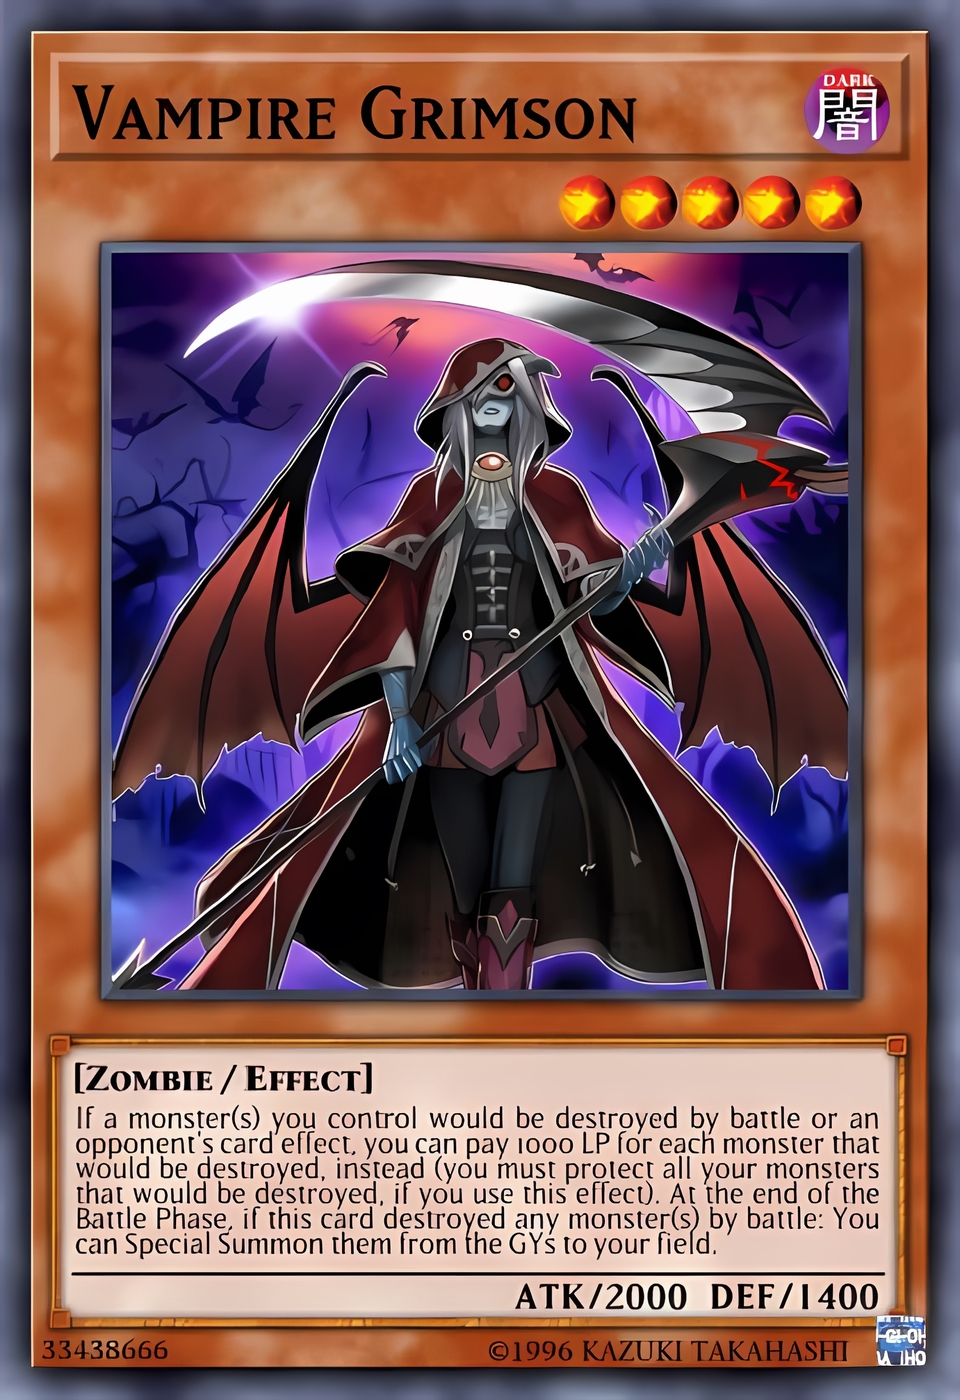 VAMPIRE GRIMSON
DARK
闇
[ZOMBIE / EFFECT]
If a monster(s) you control would be destroyed by battle or an
opponent's card effect, you can pay 1000 LP for each monster that
would be destroyed, instead (you must protect all your monsters
that would be destroyed, if you use this effect). At the end of the
Battle Phase, if this card destroyed any monster(s) by battle: You
can Special Summon them from the GYs to your field.
ATK/2000 DEF/1400
33438666
©1996 KAZUKI TAKAHASHI